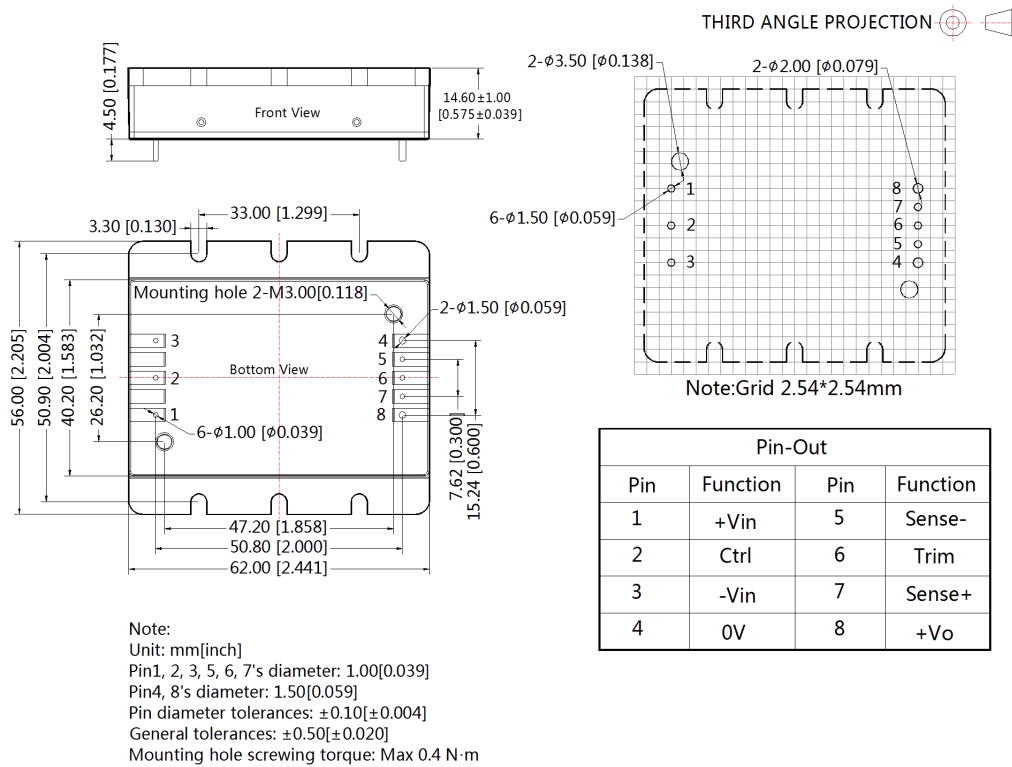 THIRD ANGLE PROJECTION
4.50 [0.177]
Front View
14.60±1.00
[0.575±0.039]
2-φ3.50 [φ0.138]
2-φ2.00 [φ0.079]
6-φ1.50 [φ0.059]
1
2
3
8
7
6
5
4
Note:Grid 2.54*2.54mm
33.00 [1.299]
3.30 [0.130]
Mounting hole 2-M3.00[0.118]
2-φ1.50 [φ0.059]
56.00 [2.205]
50.90 [2.004]
40.20 [1.583]
26.20 [1.032]
3
2
1
Bottom View
4
5
6
7
8
6-φ1.00 [φ0.039]
7.62 [0.300]
15.24 [0.600]
47.20 [1.858]
50.80 [2.000]
62.00 [2.441]
Pin-Out
Pin Function Pin Function
1 +Vin 5 Sense-
2 Ctrl 6 Trim
3 -Vin 7 Sense+
4 0V 8 +Vo
Note:
Unit: mm[inch]
Pin1, 2, 3, 5, 6, 7's diameter: 1.00[0.039]
Pin4, 8's diameter: 1.50[0.059]
Pin diameter tolerances: ±0.10[±0.004]
General tolerances: ±0.50[±0.020]
Mounting hole screwing torque: Max 0.4 N·m